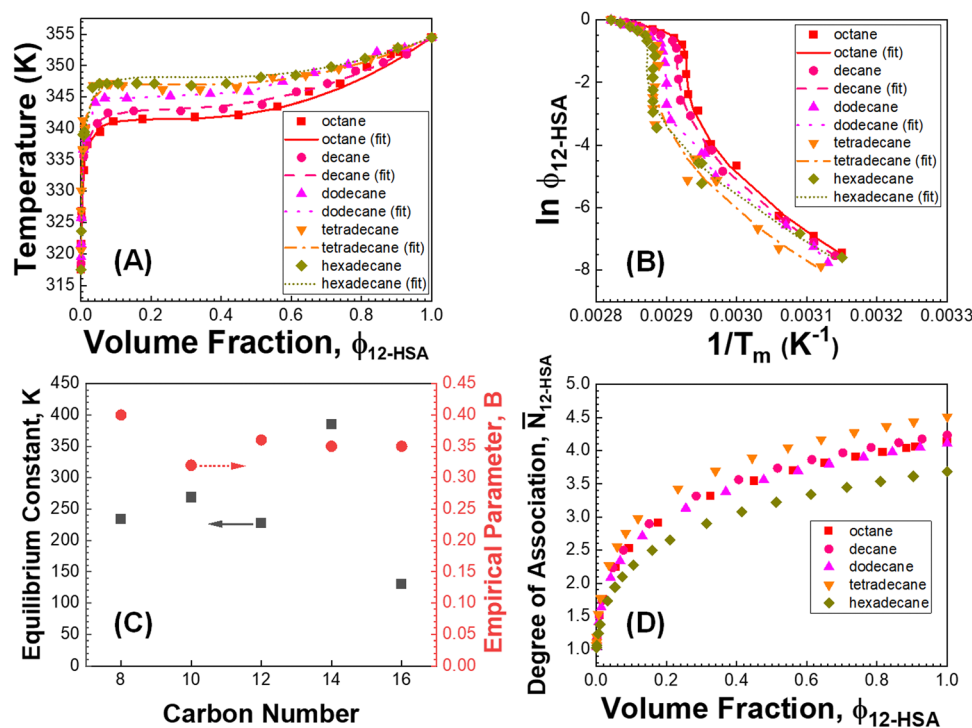 355
350
345
340
335
330
325
320
315
0.0 0.2 0.4 0.6 0.8 1.0
Temperature (K)
Volume Fraction, ϕ12-HSA
(A)
octane
octane (fit)
decane
decane (fit)
dodecane
dodecane (fit)
tetradecane
tetradecane (fit)
hexadecane
hexadecane (fit)
0
-2
-4
-6
-8
0.0028 0.0029 0.0030 0.0031 0.0032 0.0033
ln ϕ12-HSA
1/Tm (K-1)
(B)
octane
octane (fit)
decane
decane (fit)
dodecane
dodecane (fit)
tetradecane
tetradecane (fit)
hexadecane
hexadecane (fit)
450
400
350
300
250
200
150
100
50
0
8 10 12 14 16
0.45
0.40
0.35
0.30
0.25
0.20
0.15
0.10
0.05
0.00
Equilibrium Constant, K
Empirical Parameter, B
Carbon Number
(C)
5.0
4.5
4.0
3.5
3.0
2.5
2.0
1.5
1.0
0.0 0.2 0.4 0.6 0.8 1.0
Degree of Association, N̅12-HSA
Volume Fraction, ϕ12-HSA
(D)
octane
decane
dodecane
tetradecane
hexadecane